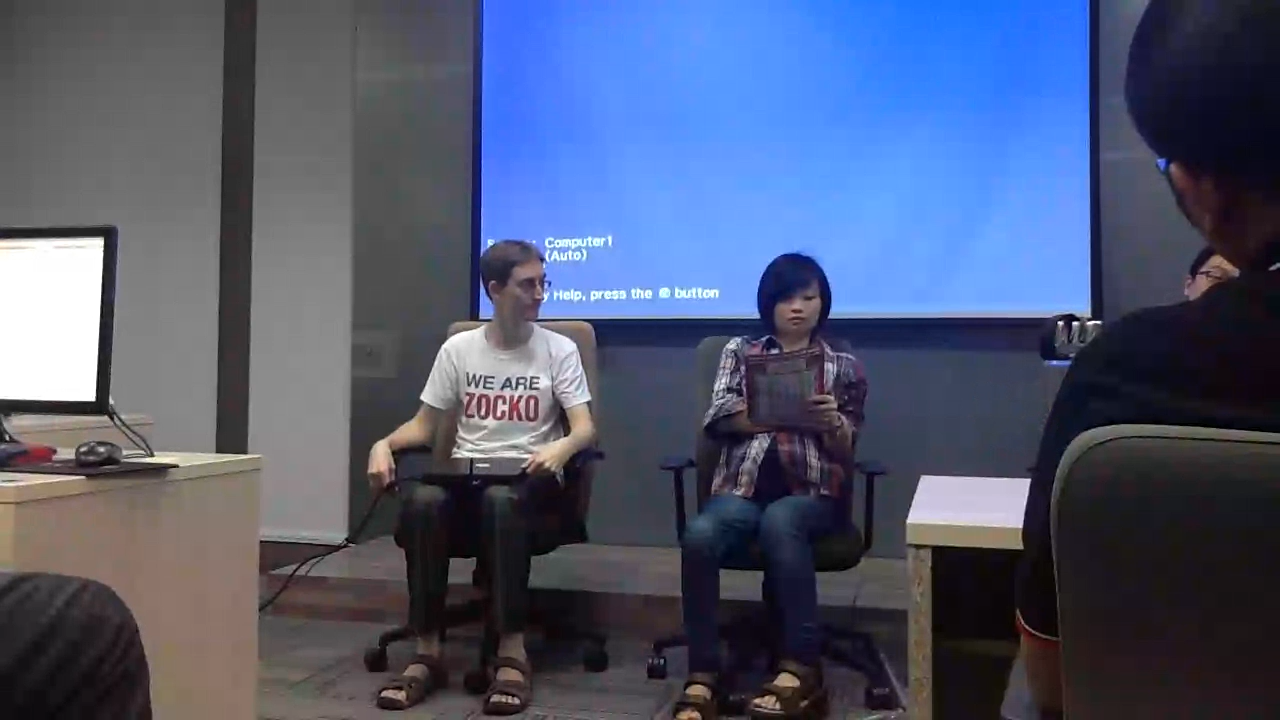 Computer1
(Auto)
Help, press the button
WE ARE
ZOCKO